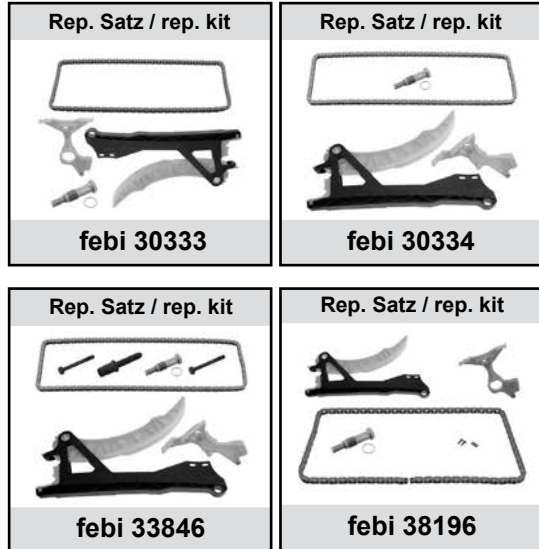 Rep. Satz / rep. kit
febi 30333
Rep. Satz / rep. kit
febi 30334
Rep. Satz / rep. kit
febi 33846
Rep. Satz / rep. kit
febi 38196